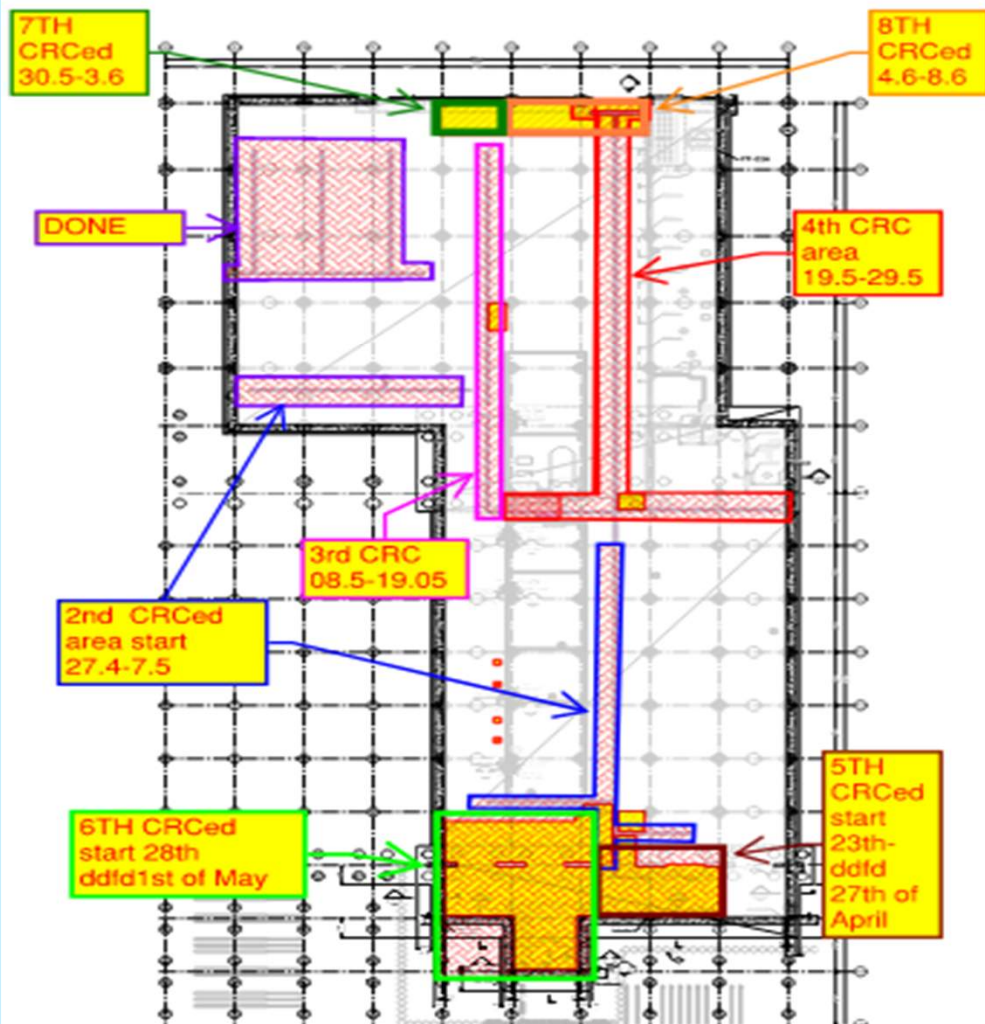 7TH
CRCed
30.5-3.6
8TH
CRCed
4.6-8.6
DONE
4th CRC
area
19.5-29.5
3rd CRC
08.5-19.05
2nd CRCed
area start
27.4-7.5
6TH CRCed
start 28th
ddfd1st of May
5TH
CRCed
start
23th-
ddfd
27th of
April